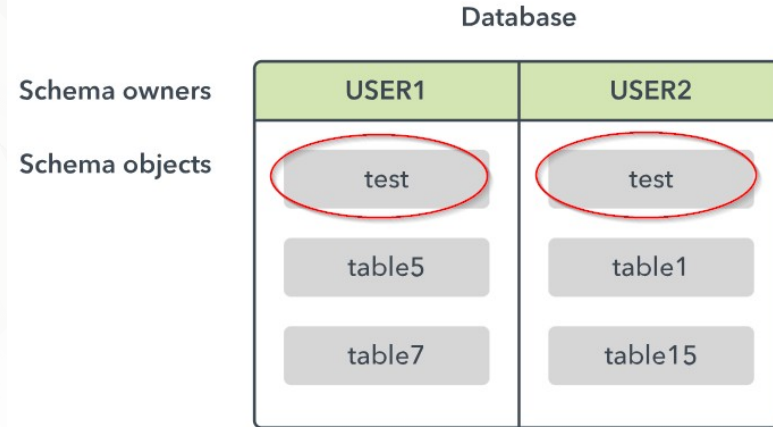 Database
Schema owners USER1 USER2
Schema objects test test
table5 table1
table7 table15